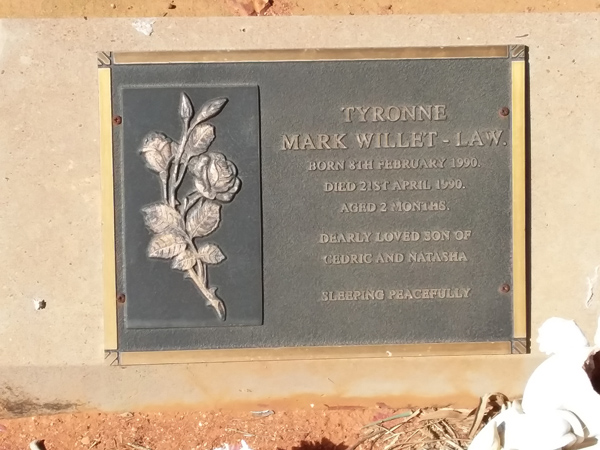 TYRONNE
MARK WILLET - LAW.
BORN 8TH FEBRUARY 1990.
DIED 21ST APRIL 1990.
AGED 2 MONTHS.
DEARLY LOVED SON OF
CEDRIC AND NATASHA
SLEEPING PEACEFULLY